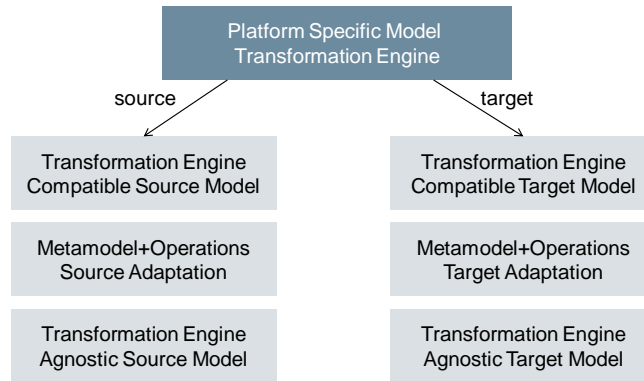 Platform Specific Model
Transformation Engine
source
target
Transformation Engine
Compatible Source Model
Transformation Engine
Compatible Target Model
Metamodel+Operations
Source Adaptation
Metamodel+Operations
Target Adaptation
Transformation Engine
Agnostic Source Model
Transformation Engine
Agnostic Target Model